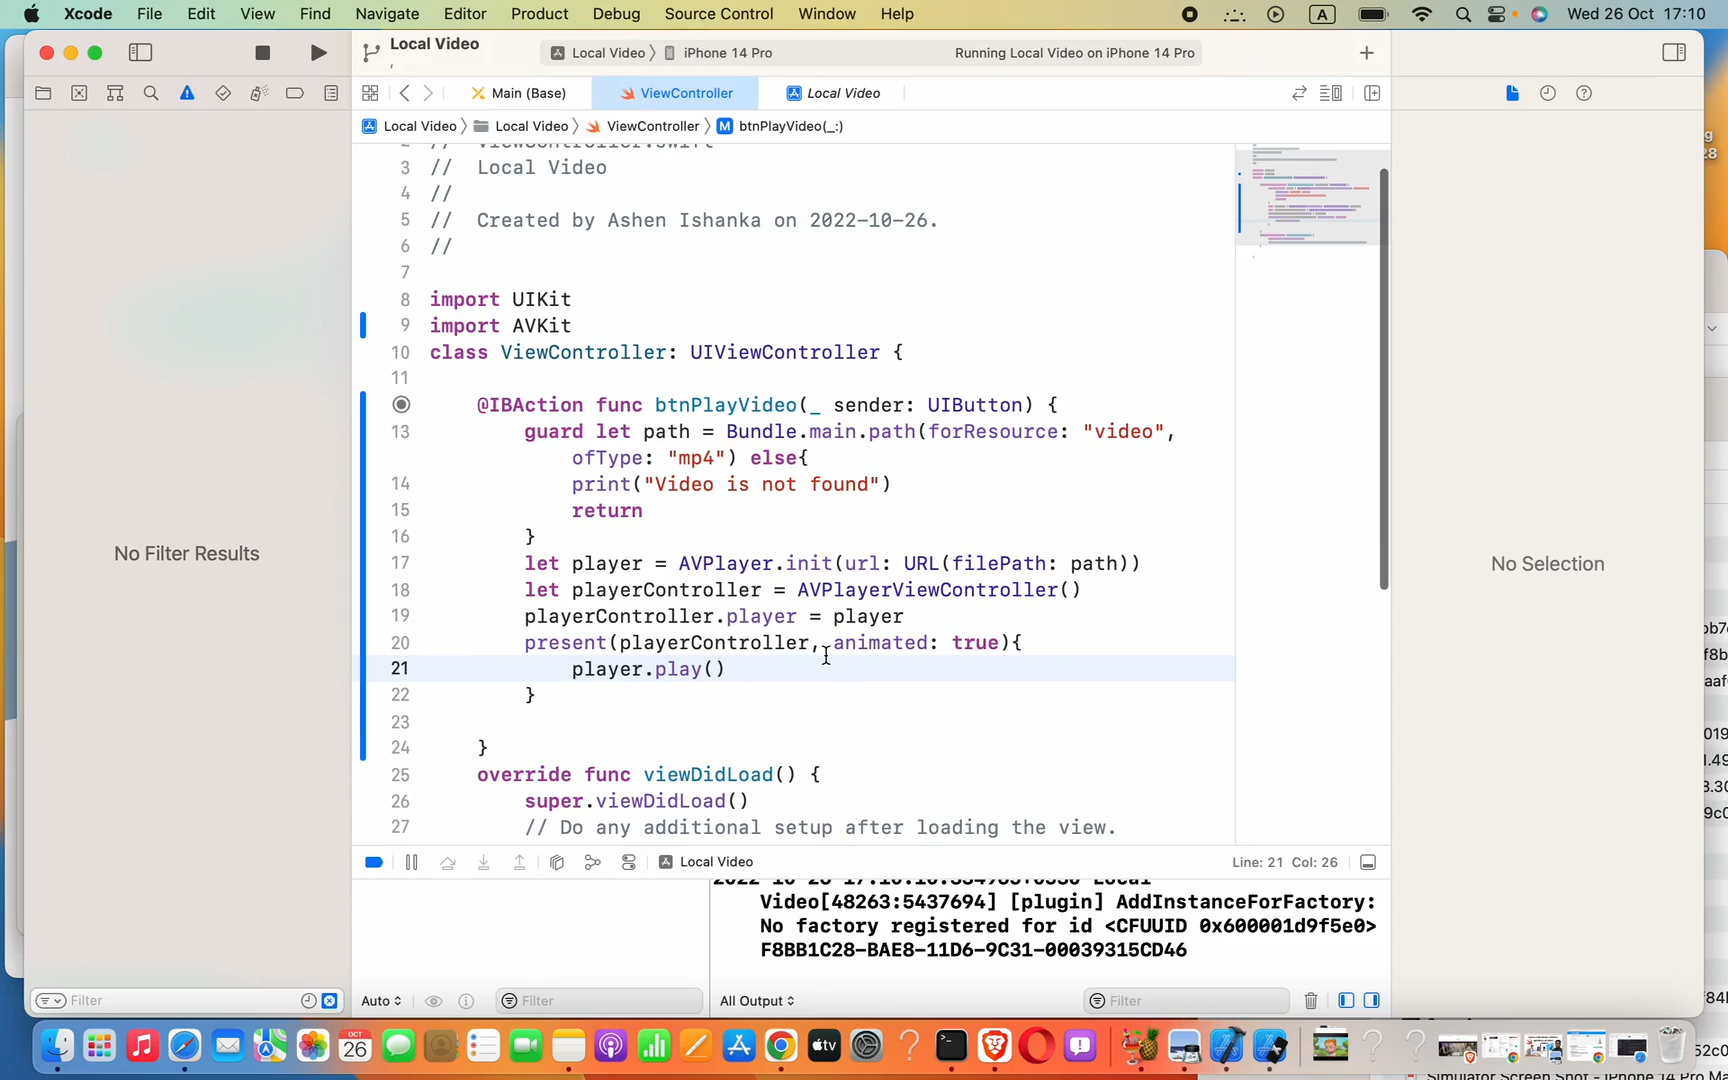 Xcode File Edit View Find Navigate Editor Product Debug Source Control Window Help A Wed 26 Oct 17:10
Local Video
Local Video 〉 iPhone 14 Pro Running Local Video on iPhone 14 Pro
Main (Base) ViewController Local Video
Local Video 〉 Local Video 〉 ViewController 〉 M btnPlayVideo(_:)
2 // ViewController.swift
3 // Local Video
4 //
5 // Created by Ashen Ishanka on 2022-10-26.
6 //
7
8 import UIKit
9 import AVKit
10 class ViewController: UIViewController {
11
@IBAction func btnPlayVideo(_ sender: UIButton) {
13 guard let path = Bundle.main.path(forResource: "video",
ofType: "mp4") else{
14 print("Video is not found")
15 return
16 }
17 let player = AVPlayer.init(url: URL(filePath: path))
18 let playerController = AVPlayerViewController()
19 playerController.player = player
20 present(playerController, animated: true){
21 player.play()
22 }
23
24 }
25 override func viewDidLoad() {
26 super.viewDidLoad()
27 // Do any additional setup after loading the view.
No Filter Results
No Selection
Local Video
Line: 21 Col: 26
Video[48263:5437694] [plugin] AddInstanceForFactory:
No factory registered for id <CFUUID 0x600001d9f5e0>
F8BB1C28-BAE8-11D6-9C31-00039315CD46
Filter
Auto
Filter
All Output
Filter
OCT
26
tv